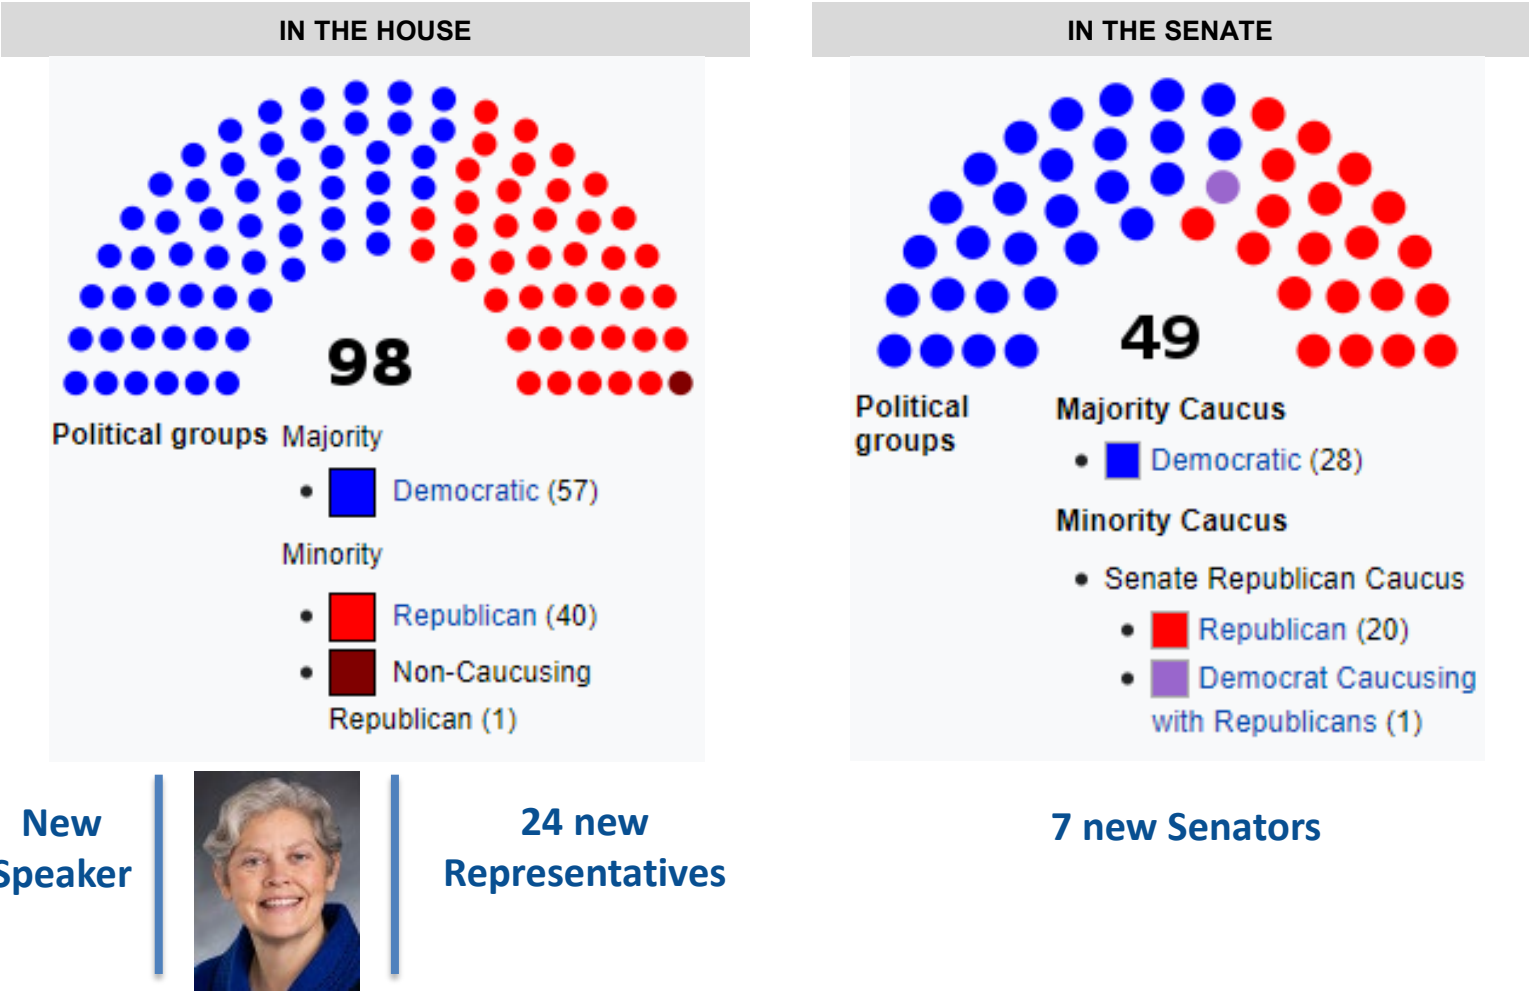 IN THE HOUSE
98
Political groups
Majority
Democratic (57)
Minority
Republican (40)
Non-Caucusing
Republican (1)
New
Speaker
24 new
Representatives
IN THE SENATE
49
Political
groups
Majority Caucus
Democratic (28)
Minority Caucus
Senate Republican Caucus
Republican (20)
Democrat Caucusing
with Republicans (1)
7 new Senators